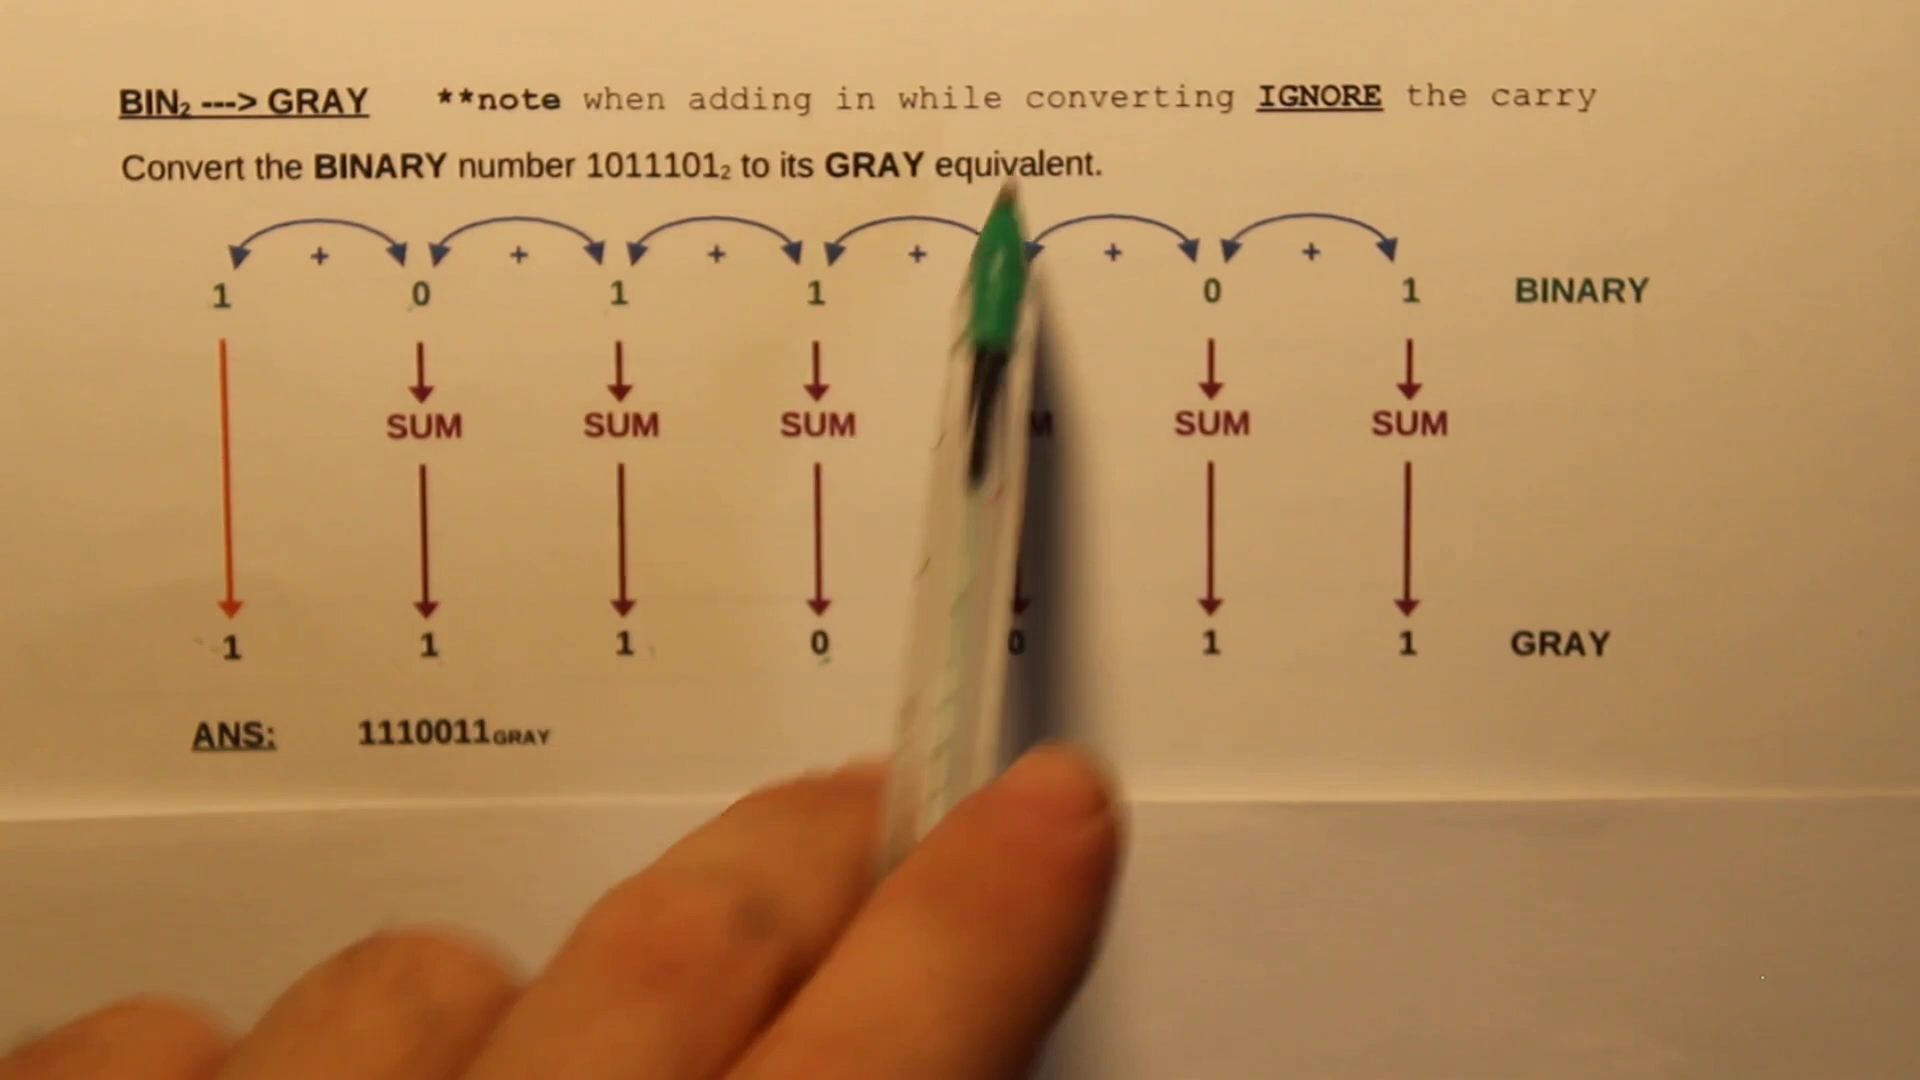 BIN₂ ---> GRAY **note when adding in while converting IGNORE the carry
Convert the BINARY number 1011101₂ to its GRAY equivalent.
+ + + + + +
1 0 1 1 0 1 BINARY
SUM SUM SUM SUM SUM
1 1 1 0 0 1 1 GRAY
ANS: 1110011GRAY